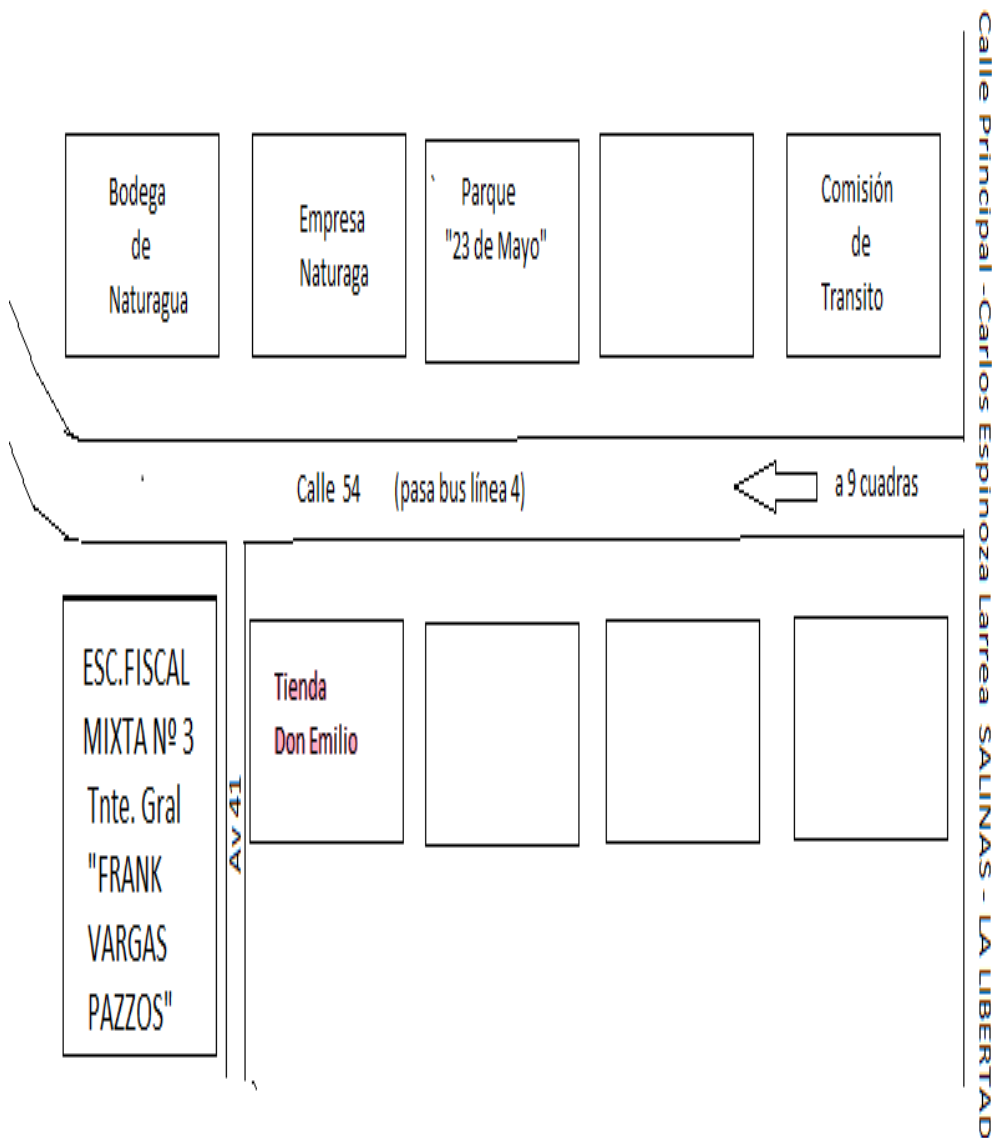 Bodega
de
Naturagua
Empresa
Naturaga
Parque
"23 de Mayo"
Comisión
de
Transito
Calle Principal -Carlos Espinoza Larrea SALINAS - LA LIBERTAD
Calle 54 (pasa bus línea 4)
a 9 cuadras
ESC.FISCAL
MIXTA Nº 3
Tnte. Gral
"FRANK
VARGAS
PAZZOS"
Av 41
Tienda
Don Emilio